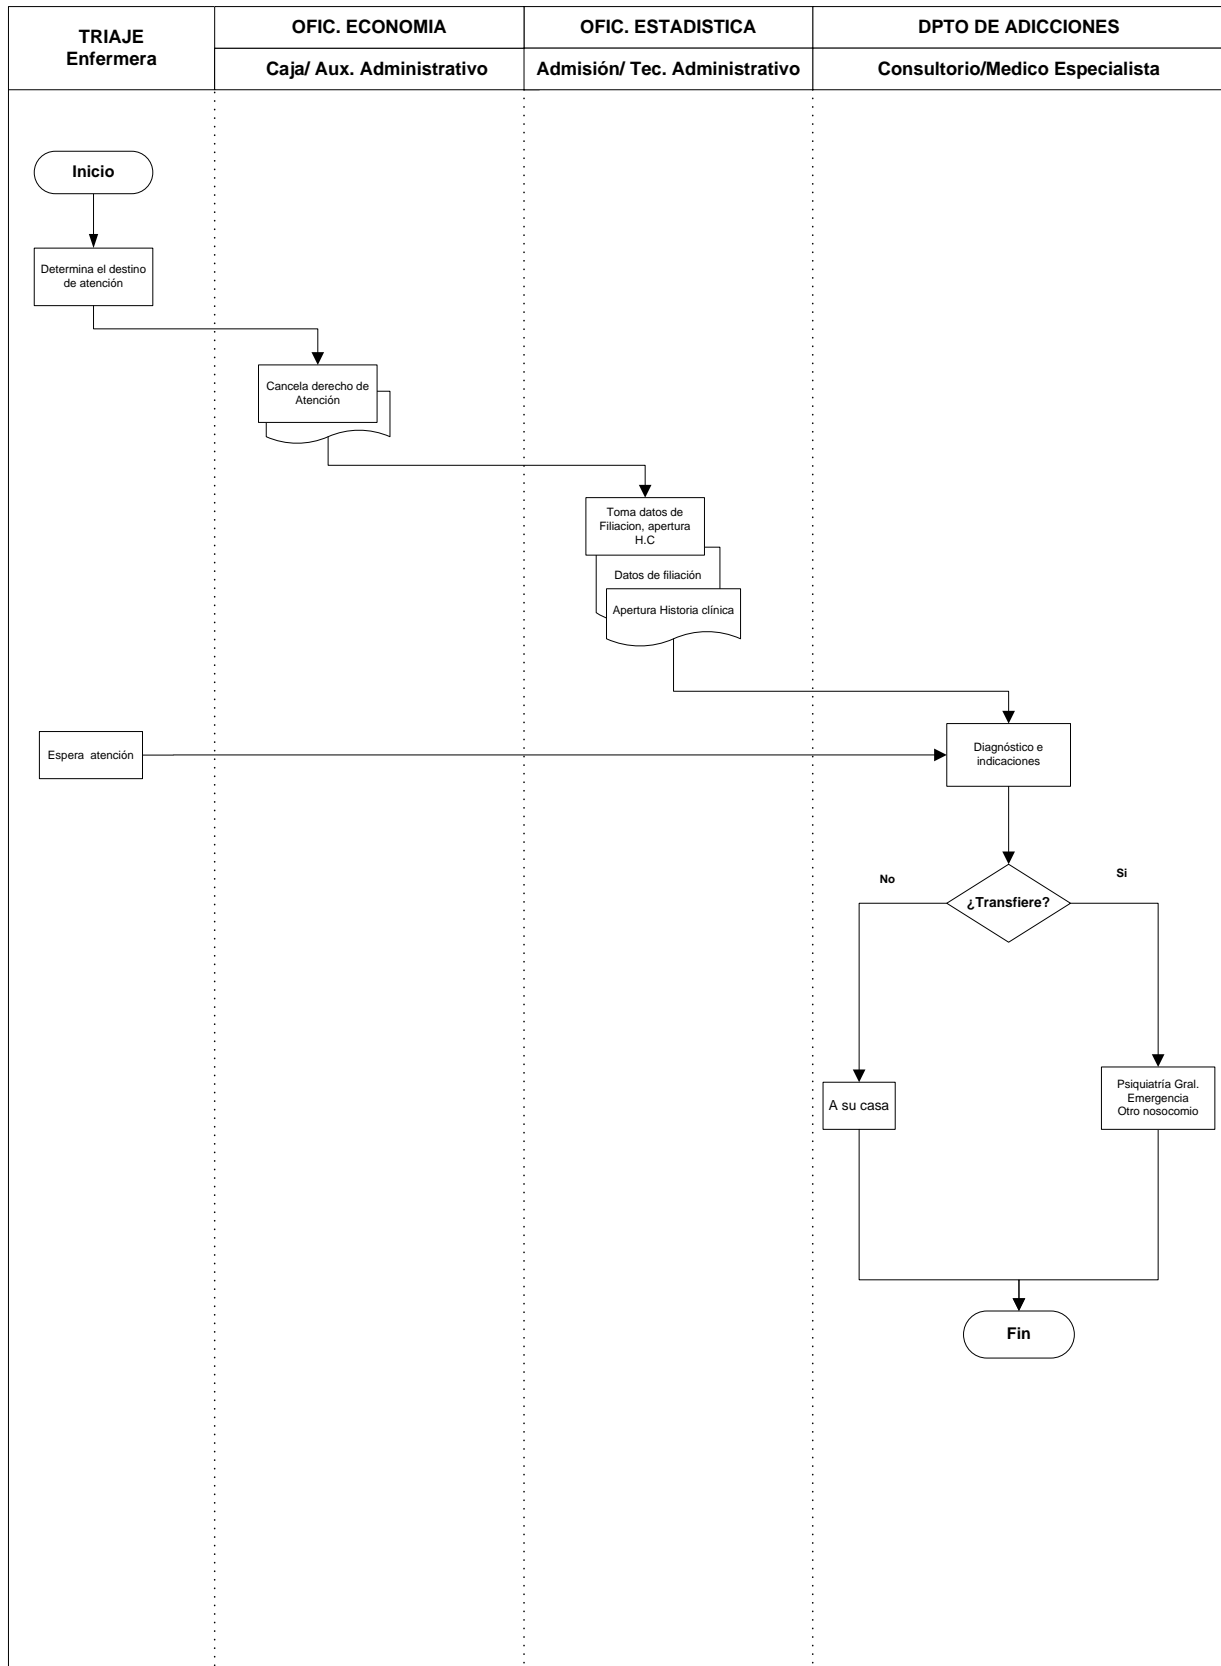 TRIAJE
Enfermera
OFIC. ECONOMIA
Caja/ Aux. Administrativo
OFIC. ESTADISTICA
Admisión/ Tec. Administrativo
DPTO DE ADICCIONES
Consultorio/Medico Especialista
Inicio
Determina el destino
de atención
Cancela derecho de
Atención
Toma datos de
Filiacion, apertura
H.C
Datos de filiación
Apertura Historia clínica
Espera atención
Diagnóstico e
indicaciones
No
Si
¿Transfiere?
A su casa
Psiquiatría Gral.
Emergencia
Otro nosocomio
Fin